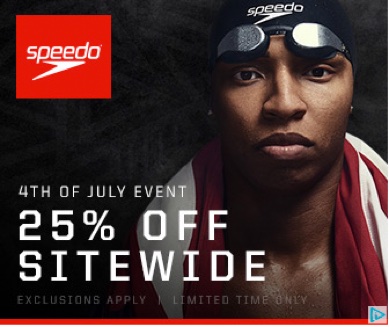 speedo
speedo
4TH OF JULY EVENT
25% OFF
SITEWIDE
EXCLUSIONS APPLY | LIMITED TIME ONLY